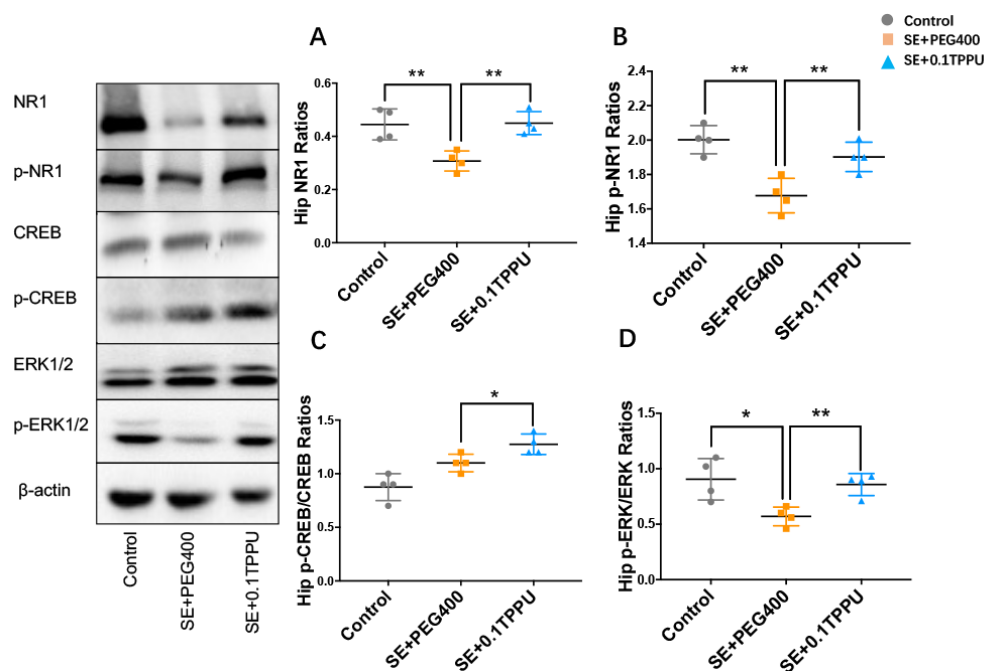 Control
SE+PEG400
SE+0.1TPPU
NR1
p-NR1
CREB
p-CREB
ERK1/2
p-ERK1/2
β-actin
Control
SE+PEG400
SE+0.1TPPU
A
Hip NR1 Ratios
0.6
0.4
0.2
0.0
** **
Control
SE+PEG400
SE+0.1TPPU
B
Hip p-NR1 Ratios
2.4
2.2
2.0
1.8
1.6
1.4
** **
Control
SE+PEG400
SE+0.1TPPU
C
Hip p-CREB/CREB Ratios
1.5
1.0
0.5
0.0
*
Control
SE+PEG400
SE+0.1TPPU
D
Hip p-ERK/ERK Ratios
1.5
1.0
0.5
0.0
* **
Control
SE+PEG400
SE+0.1TPPU